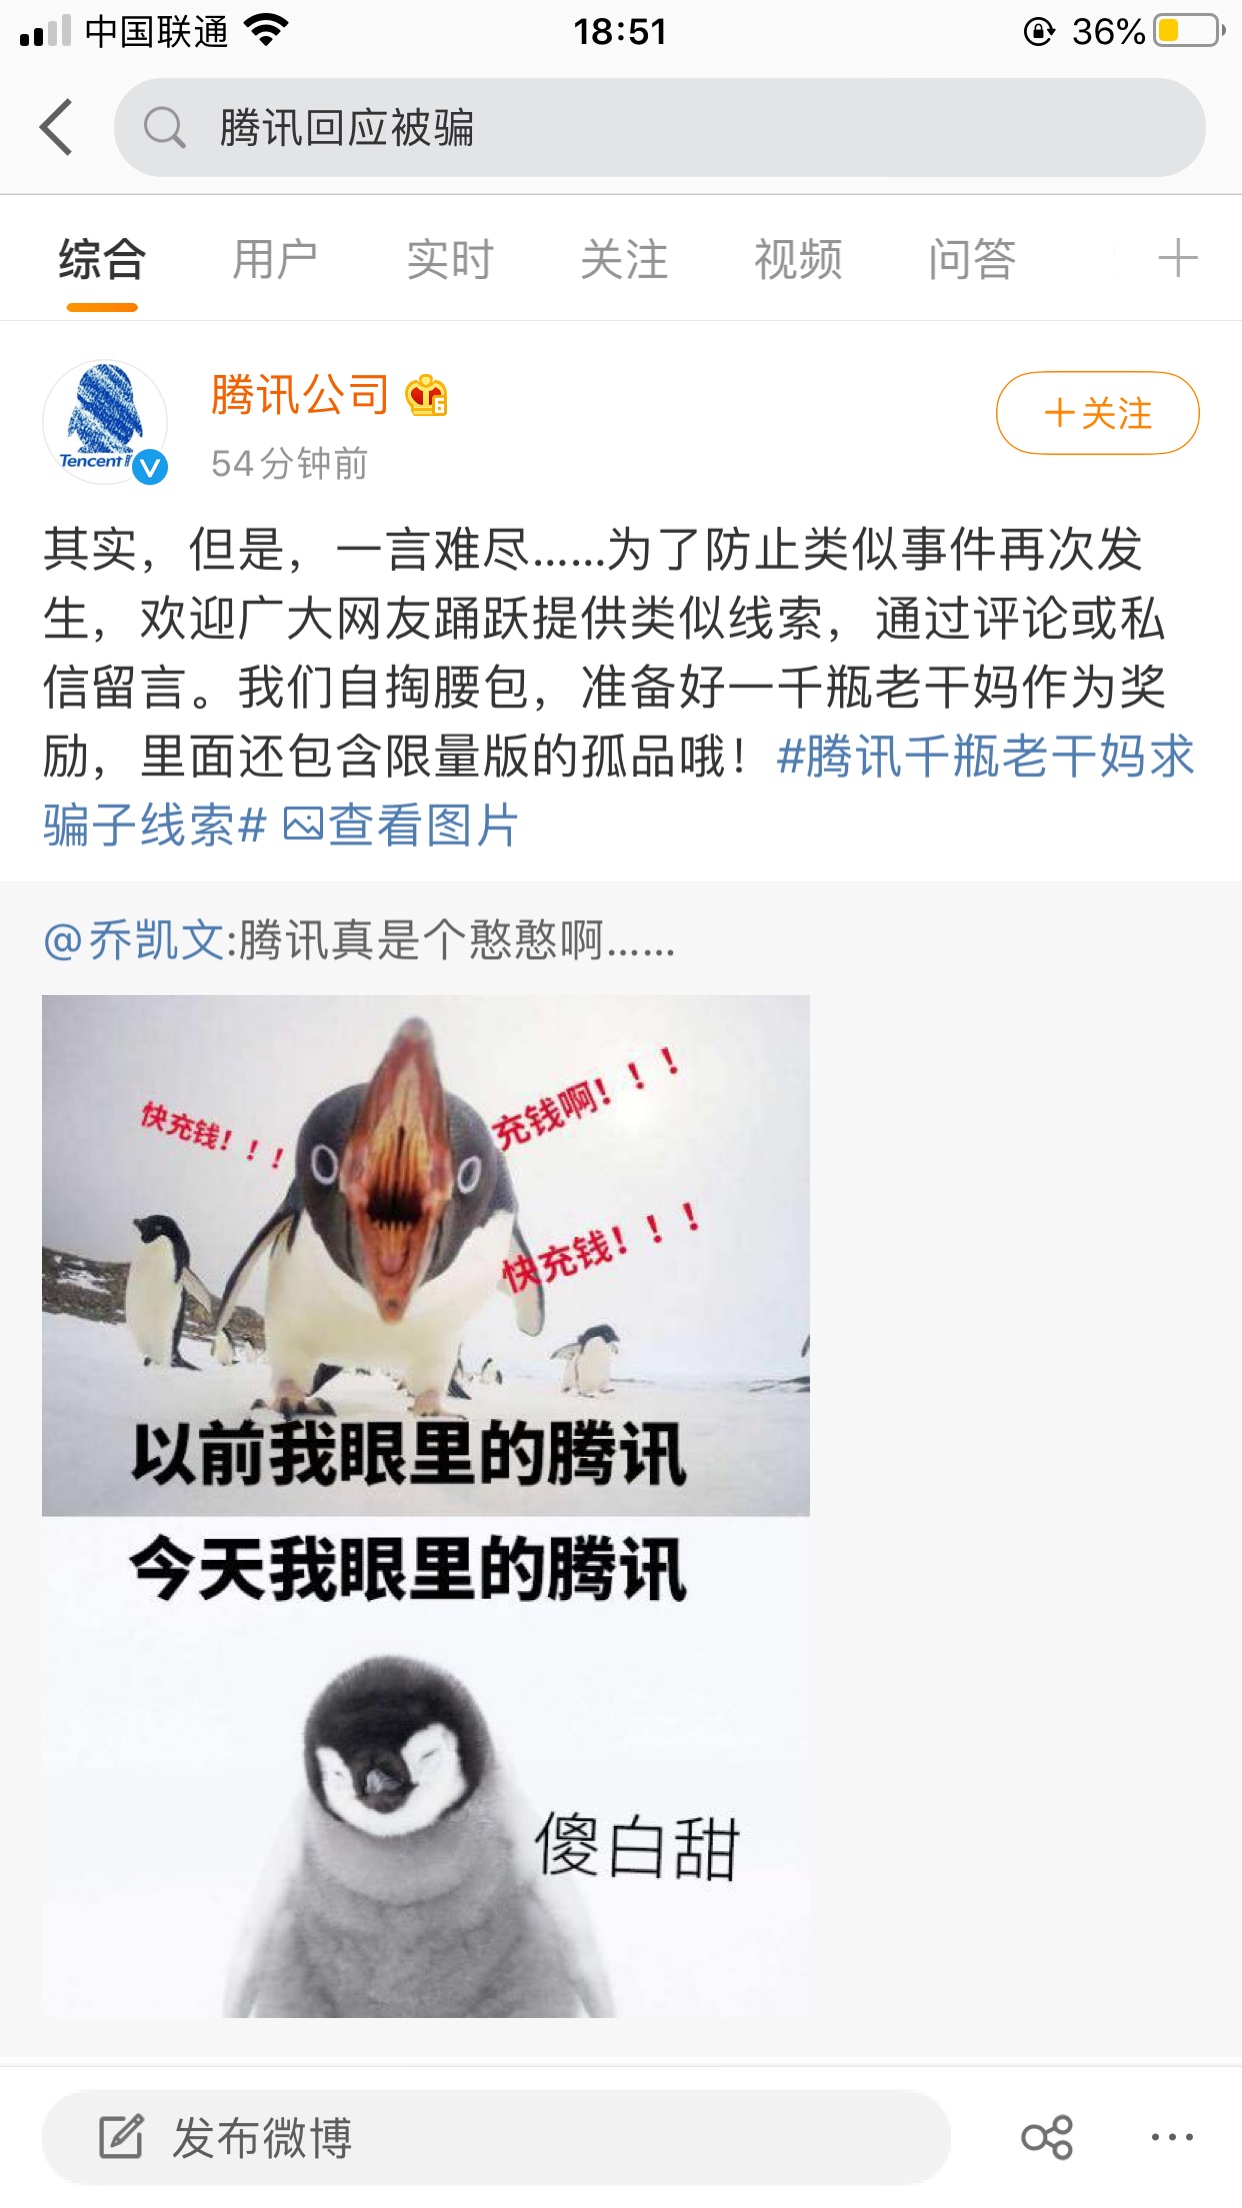 中国联通 18:51 36%
腾讯回应被骗
综合 用户 实时 关注 视频 问答
腾讯公司
54分钟前
+关注
Tencent
其实，但是，一言难尽……为了防止类似事件再次发
生，欢迎广大网友踊跃提供类似线索，通过评论或私
信留言。我们自掏腰包，准备好一千瓶老干妈作为奖
励，里面还包含限量版的孤品哦！#腾讯千瓶老干妈求
骗子线索# 查看图片
@乔凯文:腾讯真是个憨憨啊……
快充钱！！！
充钱啊！！！
快充钱！！！
以前我眼里的腾讯
今天我眼里的腾讯
傻白甜
发布微博